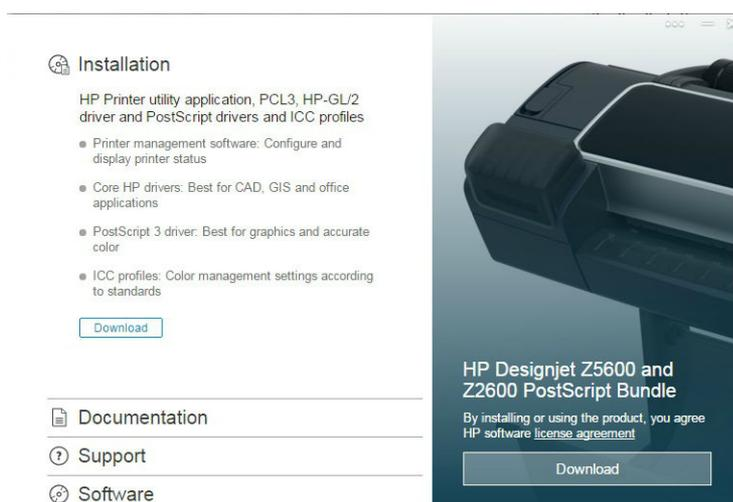 Installation
HP Printer utility application, PCL3, HP-GL/2
driver and PostScript drivers and ICC profiles
Printer management software: Configure and
display printer status
Core HP drivers: Best for CAD, GIS and office
applications
PostScript 3 driver: Best for graphics and accurate
color
ICC profiles: Color management settings according
to standards
Download
Documentation
Support
Software
HP Designjet Z5600 and
Z2600 PostScript Bundle
By installing or using the product, you agree
HP software license agreement
Download